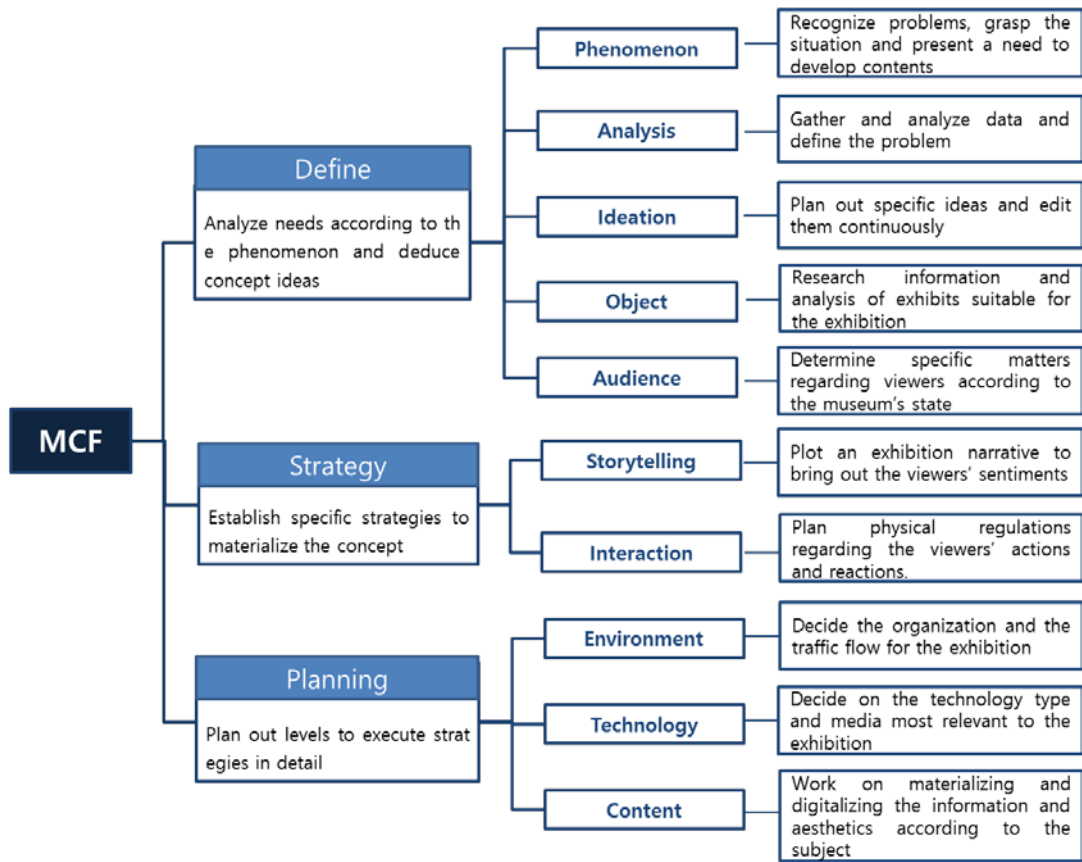 MCF
Define
Analyze needs according to th
e phenomenon and deduce
concept ideas
Phenomenon
Recognize problems, grasp the
situation and present a need to
develop contents
Analysis
Gather and analyze data and
define the problem
Ideation
Plan out specific ideas and edit
them continuously
Object
Research information and
analysis of exhibits suitable for
the exhibition
Audience
Determine specific matters
regarding viewers according to
the museum's state
Strategy
Establish specific strategies to
materialize the concept
Storytelling
Plot an exhibition narrative to
bring out the viewers' sentiments
Interaction
Plan physical regulations
regarding the viewers' actions
and reactions.
Planning
Plan out levels to execute strat
egies in detail
Environment
Decide the organization and the
traffic flow for the exhibition
Technology
Decide on the technology type
and media most relevant to the
exhibition
Content
Work on materializing and
digitalizing the information and
aesthetics according to the
subject